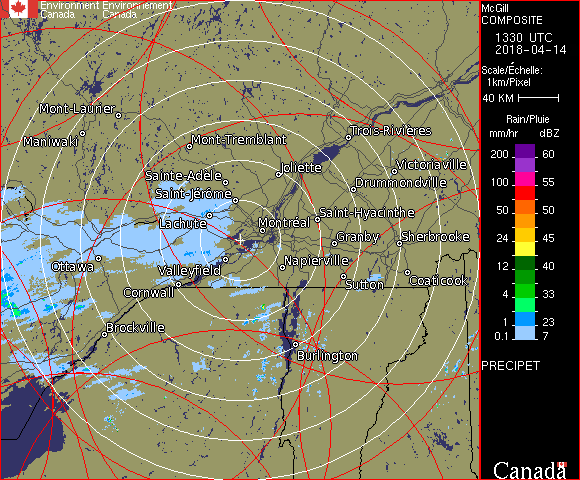 Environment Environnement
Canada Canada
McGill
COMPOSITE
1330 UTC
2018-04-14
Scale/Échelle:
1km/Pixel
40 KM
Rain/Pluie
mm/hr dBZ
200 60
55
100 55
50 50
24 45
12 40
4 33
1 23
0.1 7
PRECIPET
Mont-Laurier
Maniwaki
Mont-Tremblant
Trois-Rivières
Joliette
Victoriaville
Sainte-Adèle
Drummondville
Saint-Jérôme
Lachute
Saint-Hyacinthe
Montréal
Granby
Sherbrooke
Ottawa
Valleyfield
Napierville
Cornwall
Sutton
Coaticook
Brockville
Burlington
Canada